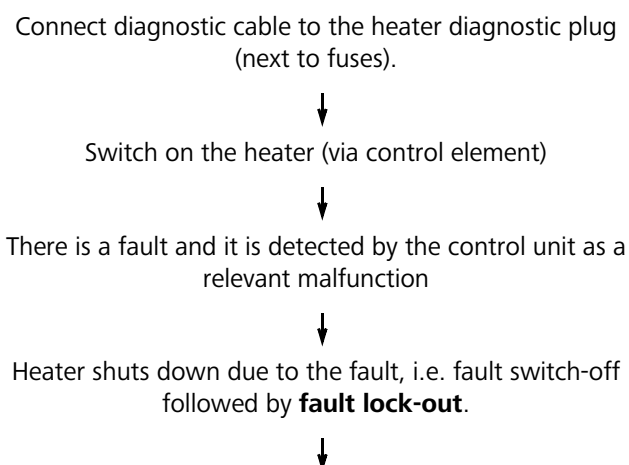 Connect diagnostic cable to the heater diagnostic plug
(next to fuses).
Switch on the heater (via control element)
There is a fault and it is detected by the control unit as a
relevant malfunction
Heater shuts down due to the fault, i.e. fault switch-off
followed by fault lock-out.